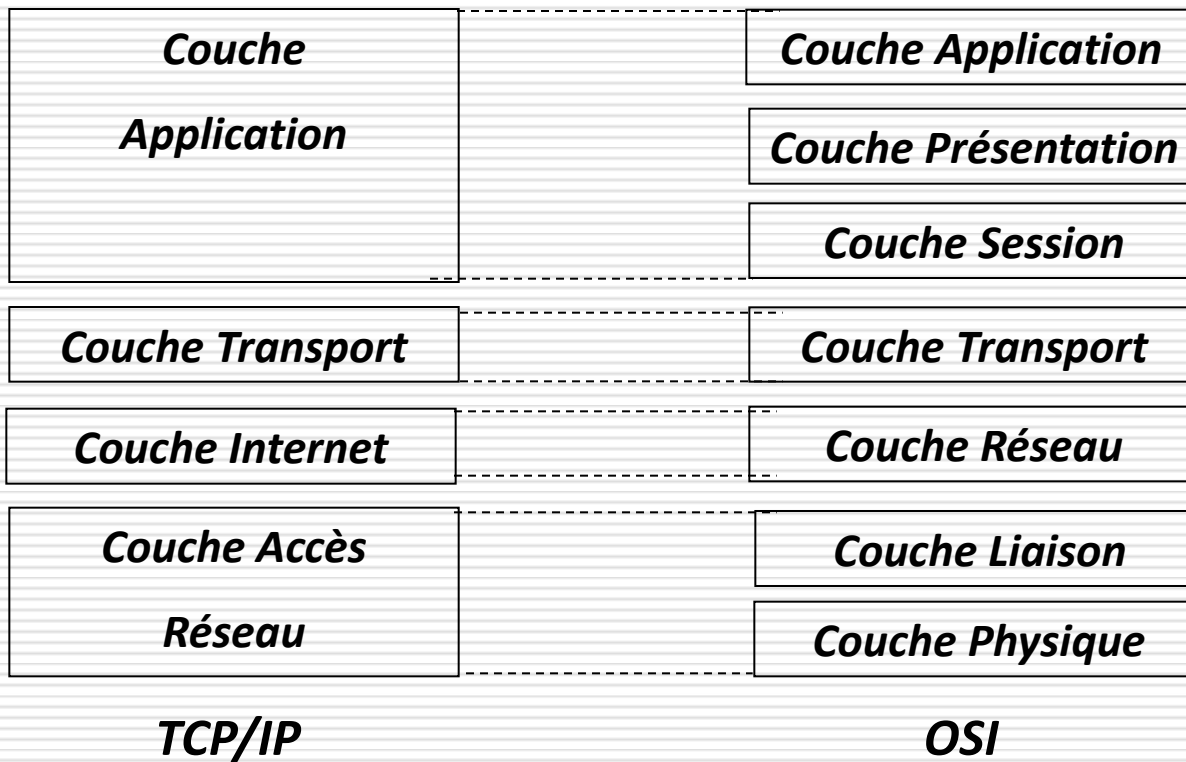 Couche
Application
Couche Transport
Couche Internet
Couche Accès
Réseau
TCP/IP
Couche Application
Couche Présentation
Couche Session
Couche Transport
Couche Réseau
Couche Liaison
Couche Physique
OSI